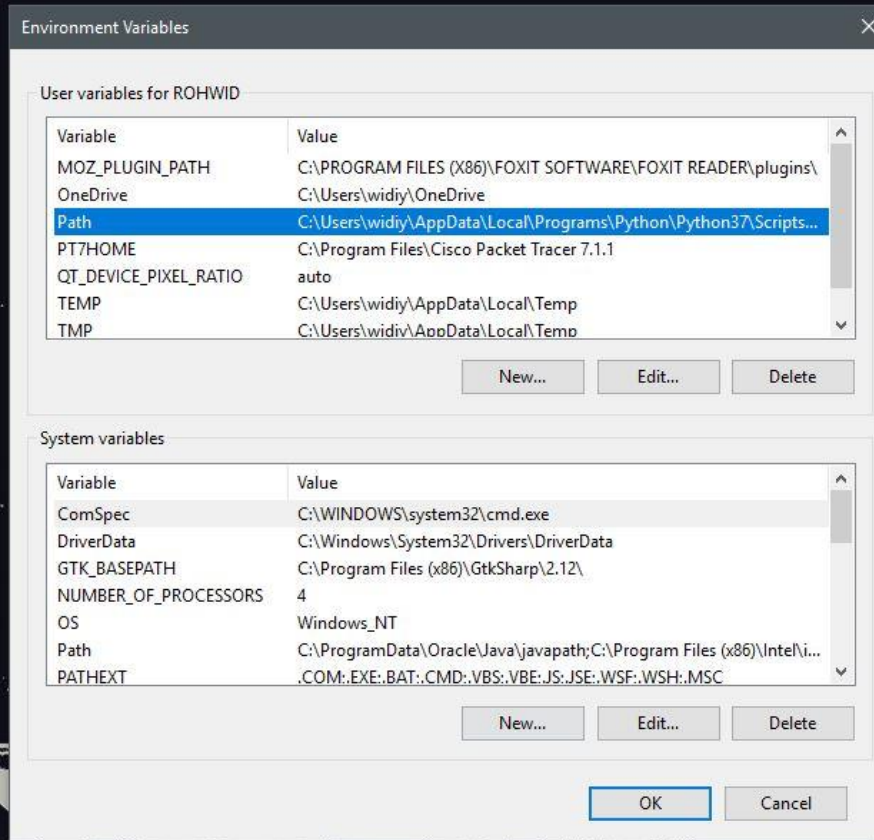 Environment Variables
User variables for ROHWID
Variable Value
MOZ_PLUGIN_PATH C:\PROGRAM FILES (X86)\FOXIT SOFTWARE\FOXIT READER\plugins\
OneDrive C:\Users\widiy\OneDrive
Path C:\Users\widiy\AppData\Local\Programs\Python\Python37\Scripts...
PT7HOME C:\Program Files\Cisco Packet Tracer 7.1.1
QT_DEVICE_PIXEL_RATIO auto
TEMP C:\Users\widiy\AppData\Local\Temp
TMP C:\Users\widiy\AppData\Local\Temp
New... Edit... Delete
System variables
Variable Value
ComSpec C:\WINDOWS\system32\cmd.exe
DriverData C:\Windows\System32\Drivers\DriverData
GTK_BASEPATH C:\Program Files (x86)\GtkSharp\2.12\
NUMBER_OF_PROCESSORS 4
OS Windows_NT
Path C:\ProgramData\Oracle\Java\javapath;C:\Program Files (x86)\Intel\i...
PATHEXT .COM;.EXE;.BAT;.CMD;.VBS;.VBE;.JS;.JSE;.WSF;.WSH;.MSC
New... Edit... Delete
OK Cancel